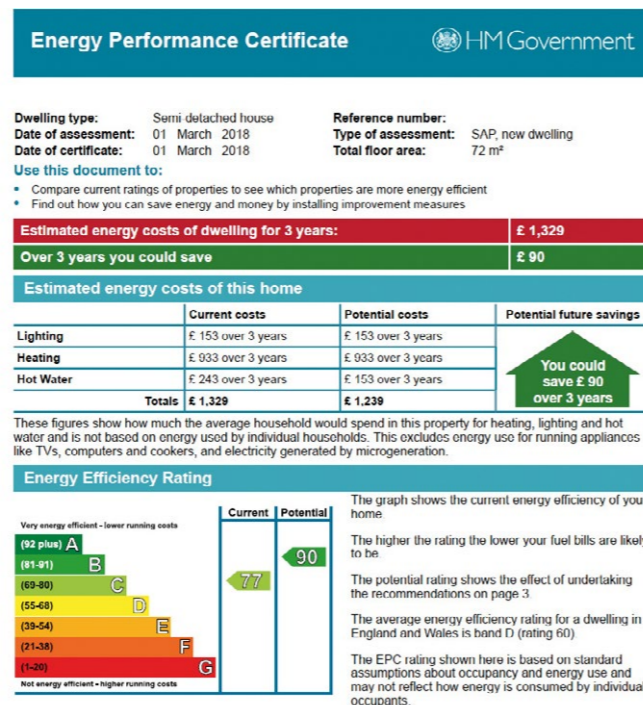 Energy Performance Certificate
HM Government
Dwelling type: Semi-detached house
Reference number:
Date of assessment: 01 March 2018
Type of assessment: SAP, new dwelling
Date of certificate: 01 March 2018
Total floor area: 72 m²
Use this document to:
• Compare current ratings of properties to see which properties are more energy efficient
• Find out how you can save energy and money by installing improvement measures
Estimated energy costs of dwelling for 3 years: £ 1,329
Over 3 years you could save £ 90
Estimated energy costs of this home
Current costs Potential costs Potential future savings
Lighting £ 153 over 3 years £ 153 over 3 years
Heating £ 933 over 3 years £ 933 over 3 years
Hot Water £ 243 over 3 years £ 153 over 3 years
Totals £ 1,329 £ 1,239
You could
save £ 90
over 3 years
These figures show how much the average household would spend in this property for heating, lighting and hot
water and is not based on energy used by individual households. This excludes energy use for running appliances
like TVs, computers and cookers, and electricity generated by microgeneration.
Energy Efficiency Rating
Current Potential
Very energy efficient - lower running costs
(92 plus) A
(81-91) B
(69-80) C
(55-68) D
(39-54) E
(21-38) F
(1-20) G
Not energy efficient - higher running costs
77
90
The graph shows the current energy efficiency of you
home.
The higher the rating the lower your fuel bills are likely
to be.
The potential rating shows the effect of undertaking
the recommendations on page 3.
The average energy efficiency rating for a dwelling in
England and Wales is band D (rating 60).
The EPC rating shown here is based on standard
assumptions about occupancy and energy use and
may not reflect how energy is consumed by individual
occupants.